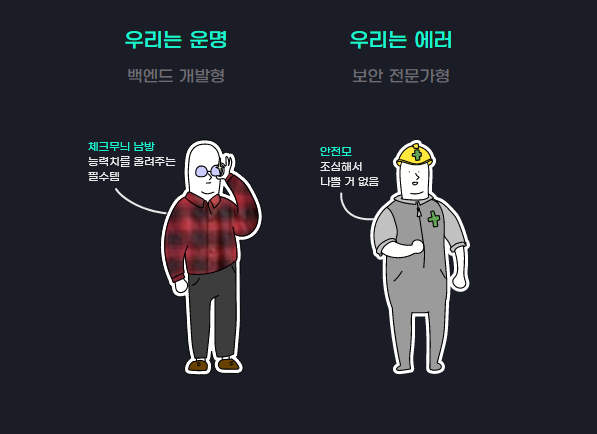 우리는 운명
백엔드 개발형
체크무늬 남방
능력치를 올려주는
필수템
우리는 에러
보안 전문가형
안전모
조심해서
나쁠 거 없음